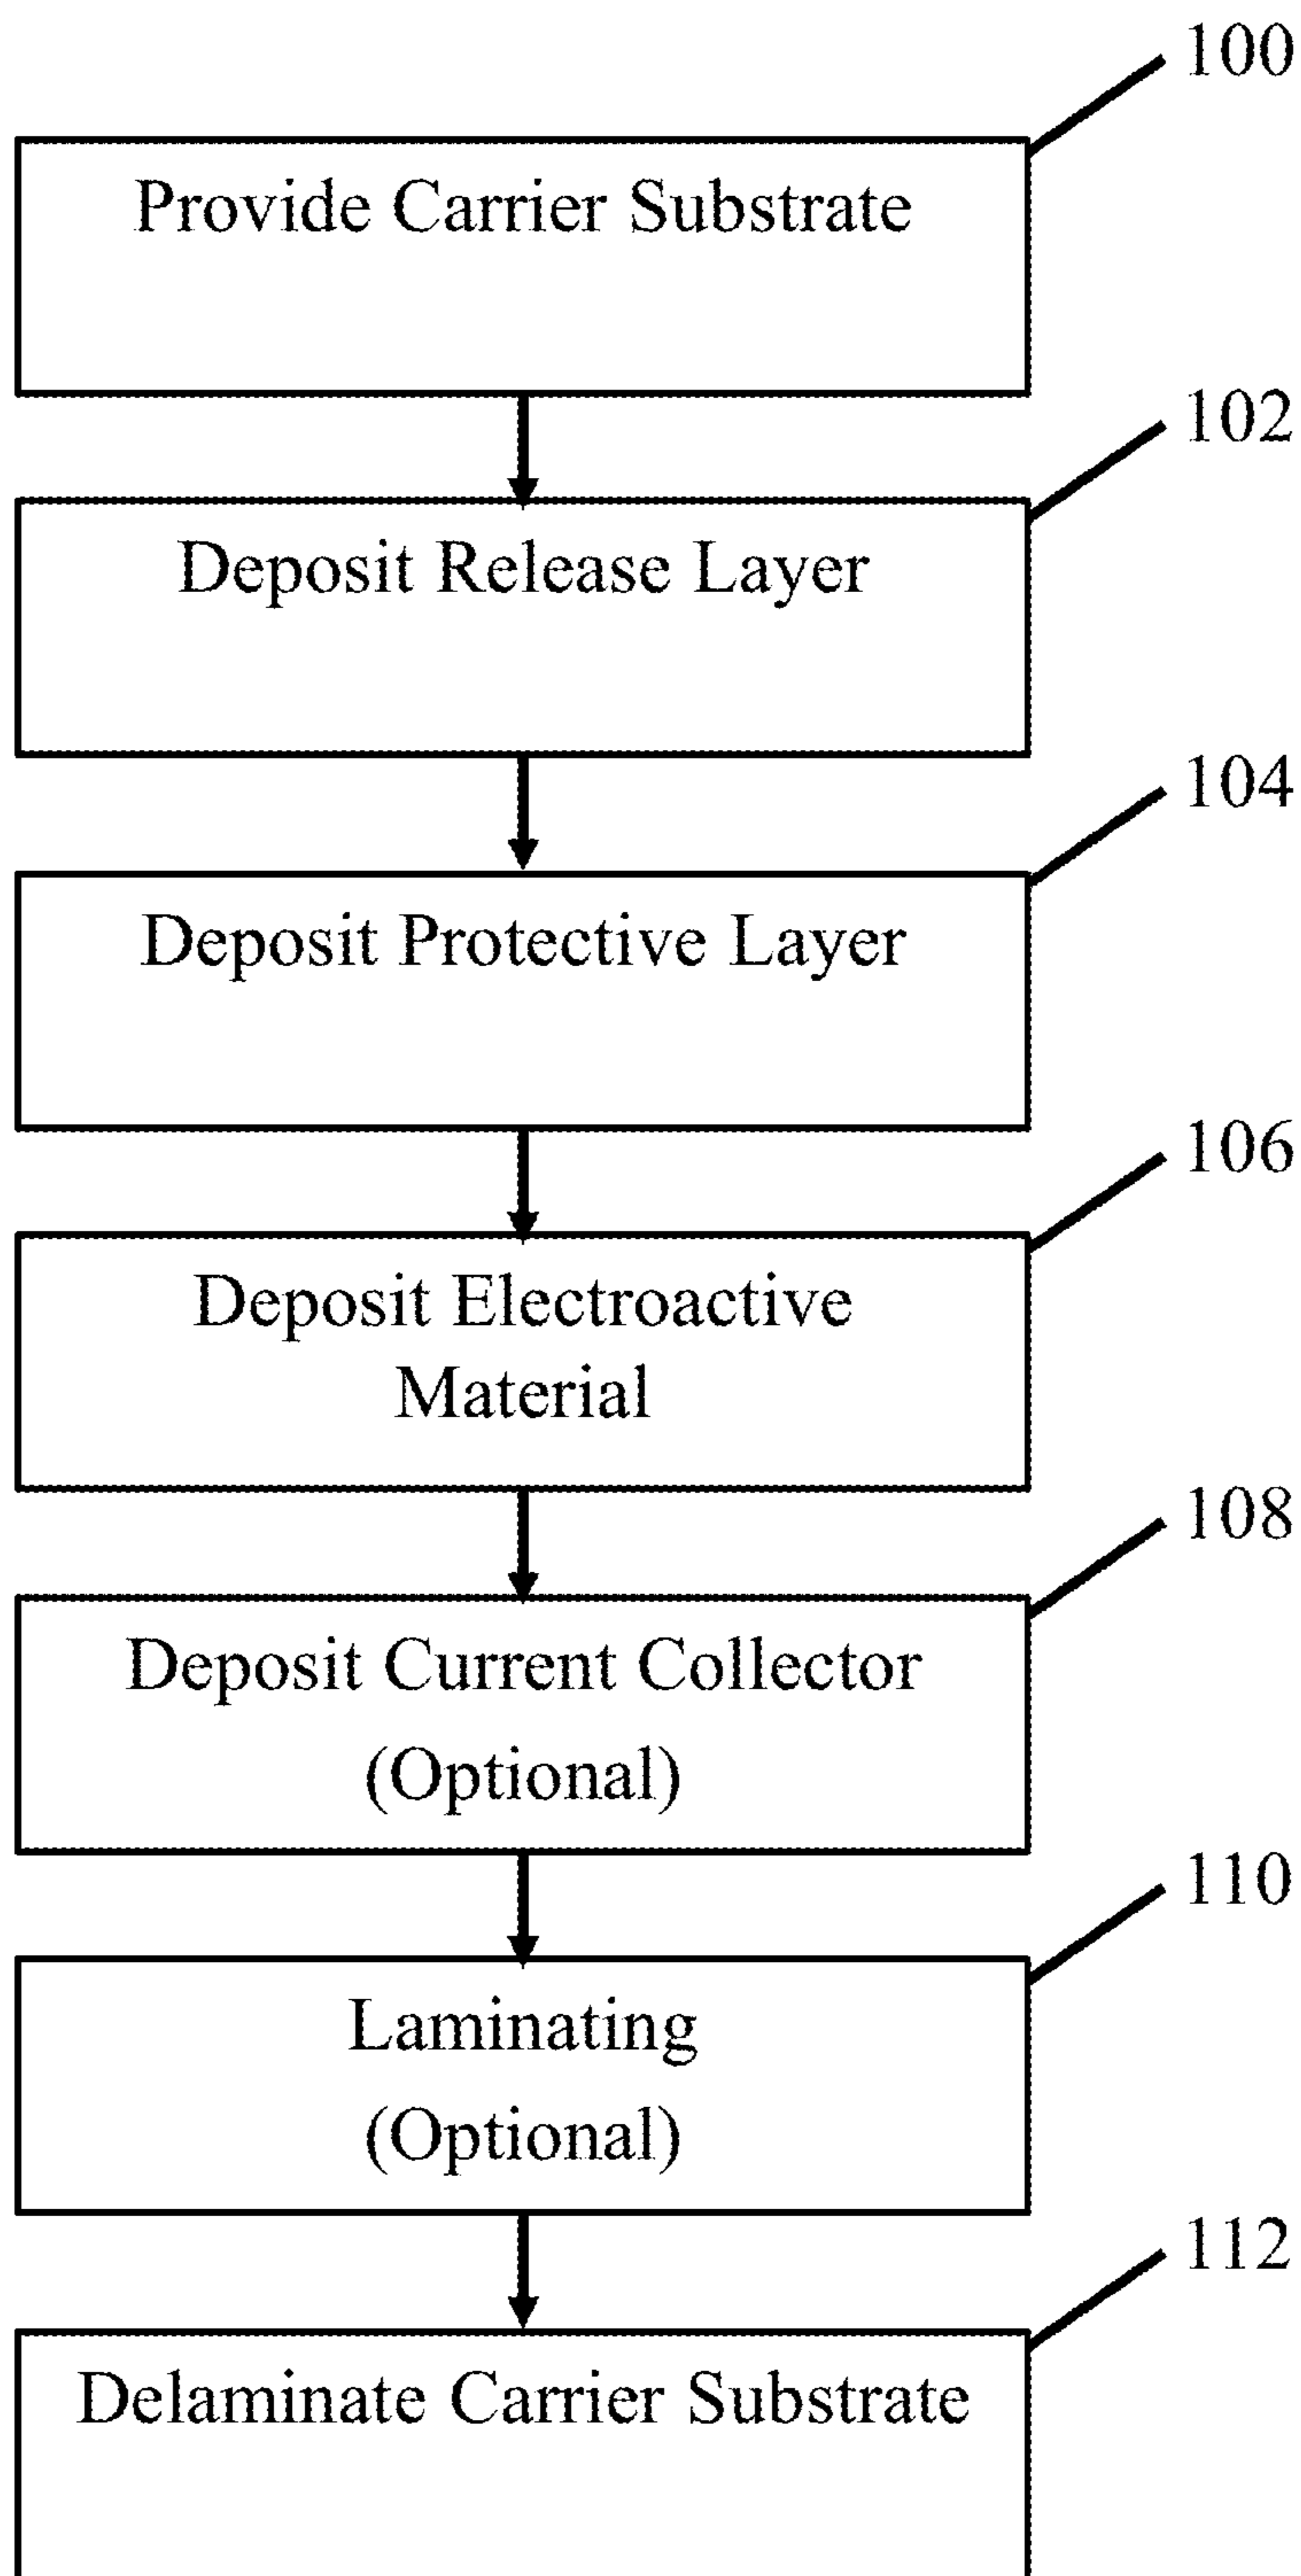 100
Provide Carrier Substrate
102
Deposit Release Layer
104
Deposit Protective Layer
106
Deposit Electroactive
Material
108
Deposit Current Collector
(Optional)
110
Laminating
(Optional)
112
Delaminate Carrier Substrate